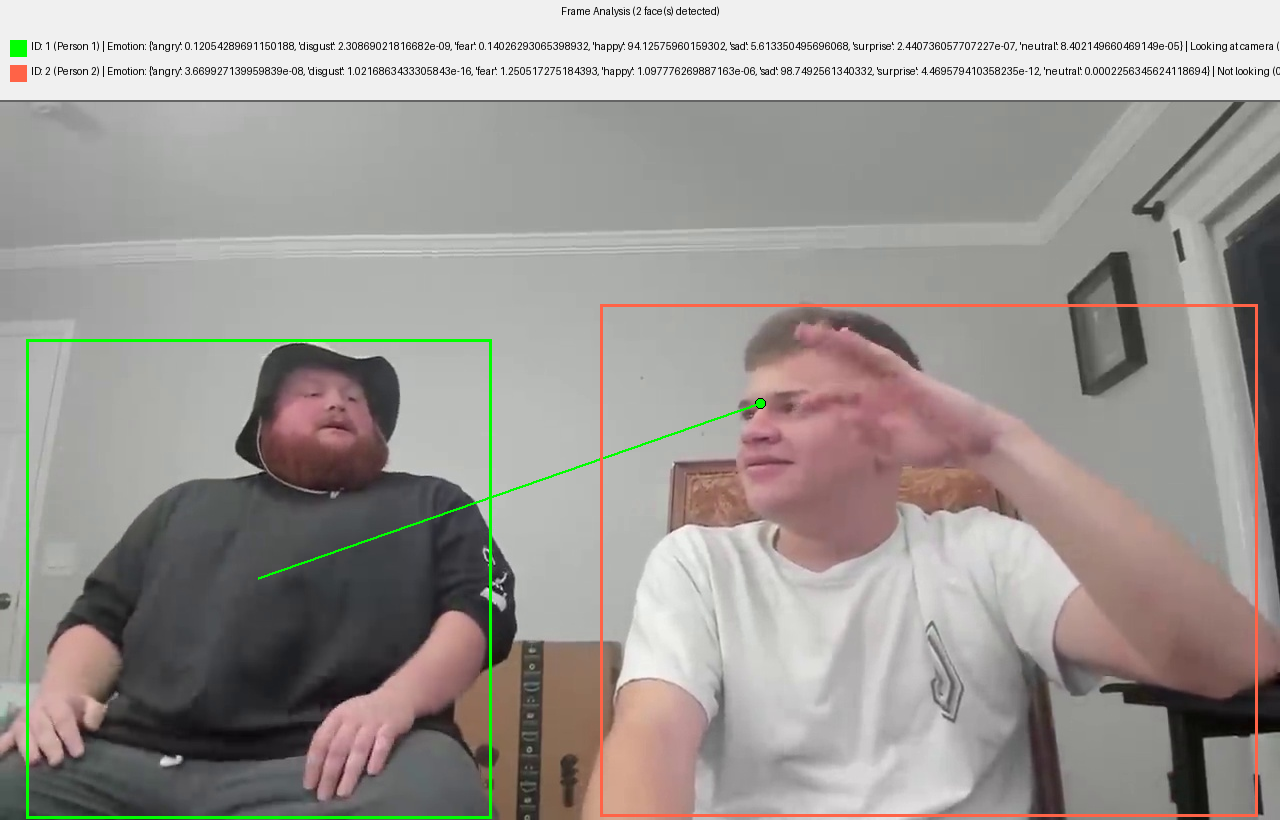 Frame Analysis (2 face(s) detected)
ID: 1 (Person 1) | Emotion: {'angry': 0.12054289691150188, 'disgust': 2.30869021816682e-09, 'fear': 0.14026293065398932, 'happy': 94.12575960159302, 'sad': 5.613350495696068, 'surprise': 2.440736057707227e-07, 'neutral': 8.402149660469149e-05} | Looking at camera (
ID: 2 (Person 2) | Emotion: {'angry': 3.669927139959839e-08, 'disgust': 1.0216863433305843e-16, 'fear': 1.250517275184393, 'happy': 1.097776269887163e-06, 'sad': 98.7492561340332, 'surprise': 4.469579410358235e-12, 'neutral': 0.0002256345624118694} | Not looking (0